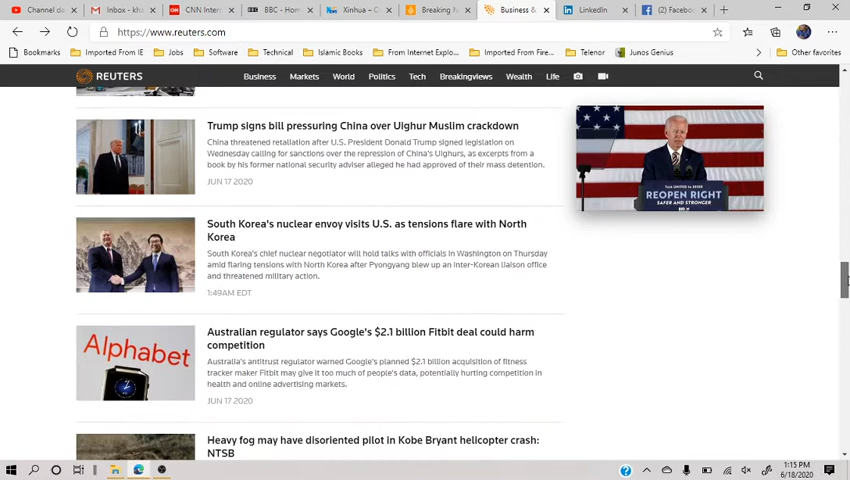 Channel da
Inbox - kha
CNN Intern
BBC - Hom
Xinhua – C
Breaking N
Business &
LinkedIn
(2) Facebo
https://www.reuters.com
Bookmarks
Imported From IE
Jobs
Software
Technical
Islamic Books
From Internet Explo...
Imported From Fire...
Telenor
Junos Genius
Other favorites
REUTERS
Business
Markets
World
Politics
Tech
Breakingviews
Wealth
Life
Trump signs bill pressuring China over Uighur Muslim crackdown
China threatened retaliation after U.S. President Donald Trump signed legislation on
Wednesday calling for sanctions over the repression of China's Uighurs, as excerpts from a
book by his former national security adviser alleged he had approved of their mass detention.
JUN 17 2020
REOPEN RIGHT
SAFER AND STRONGER
South Korea's nuclear envoy visits U.S. as tensions flare with North
Korea
South Korea's chief nuclear negotiator will hold talks with officials in Washington on Thursday
amid flaring tensions with North Korea after Pyongyang blew up an inter-Korean liaison office
and threatened military action.
1:49AM EDT
Alphabet
Australian regulator says Google's $2.1 billion Fitbit deal could harm
competition
Australia's antitrust regulator warned Google's planned $2.1 billion acquisition of fitness
tracker maker Fitbit may give it too much of people's data, potentially hurting competition in
health and online advertising markets.
JUN 17 2020
Heavy fog may have disoriented pilot in Kobe Bryant helicopter crash:
NTSB
1:15 PM
6/18/2020